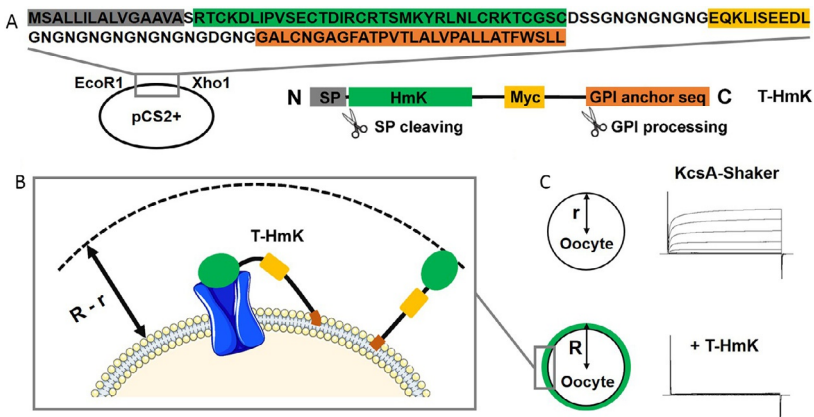 A
MSALLILALVGAAVASRTCKDLIPVSECTDIRCRTSMKYRLNLCRKTCGSCDSSGNGNGNGNGEQKLISEEDL
GNGNGNGNGNGNGDGNGGALCNGAGFATPVTLALVPALLATFWSLL
EcoR1 Xho1
pCS2+
N SP HmK Myc GPI anchor seq C T-HmK
SP cleaving GPI processing
B
T-HmK
R - r
C
KcsA-Shaker
r
Oocyte
R
Oocyte
+ T-HmK